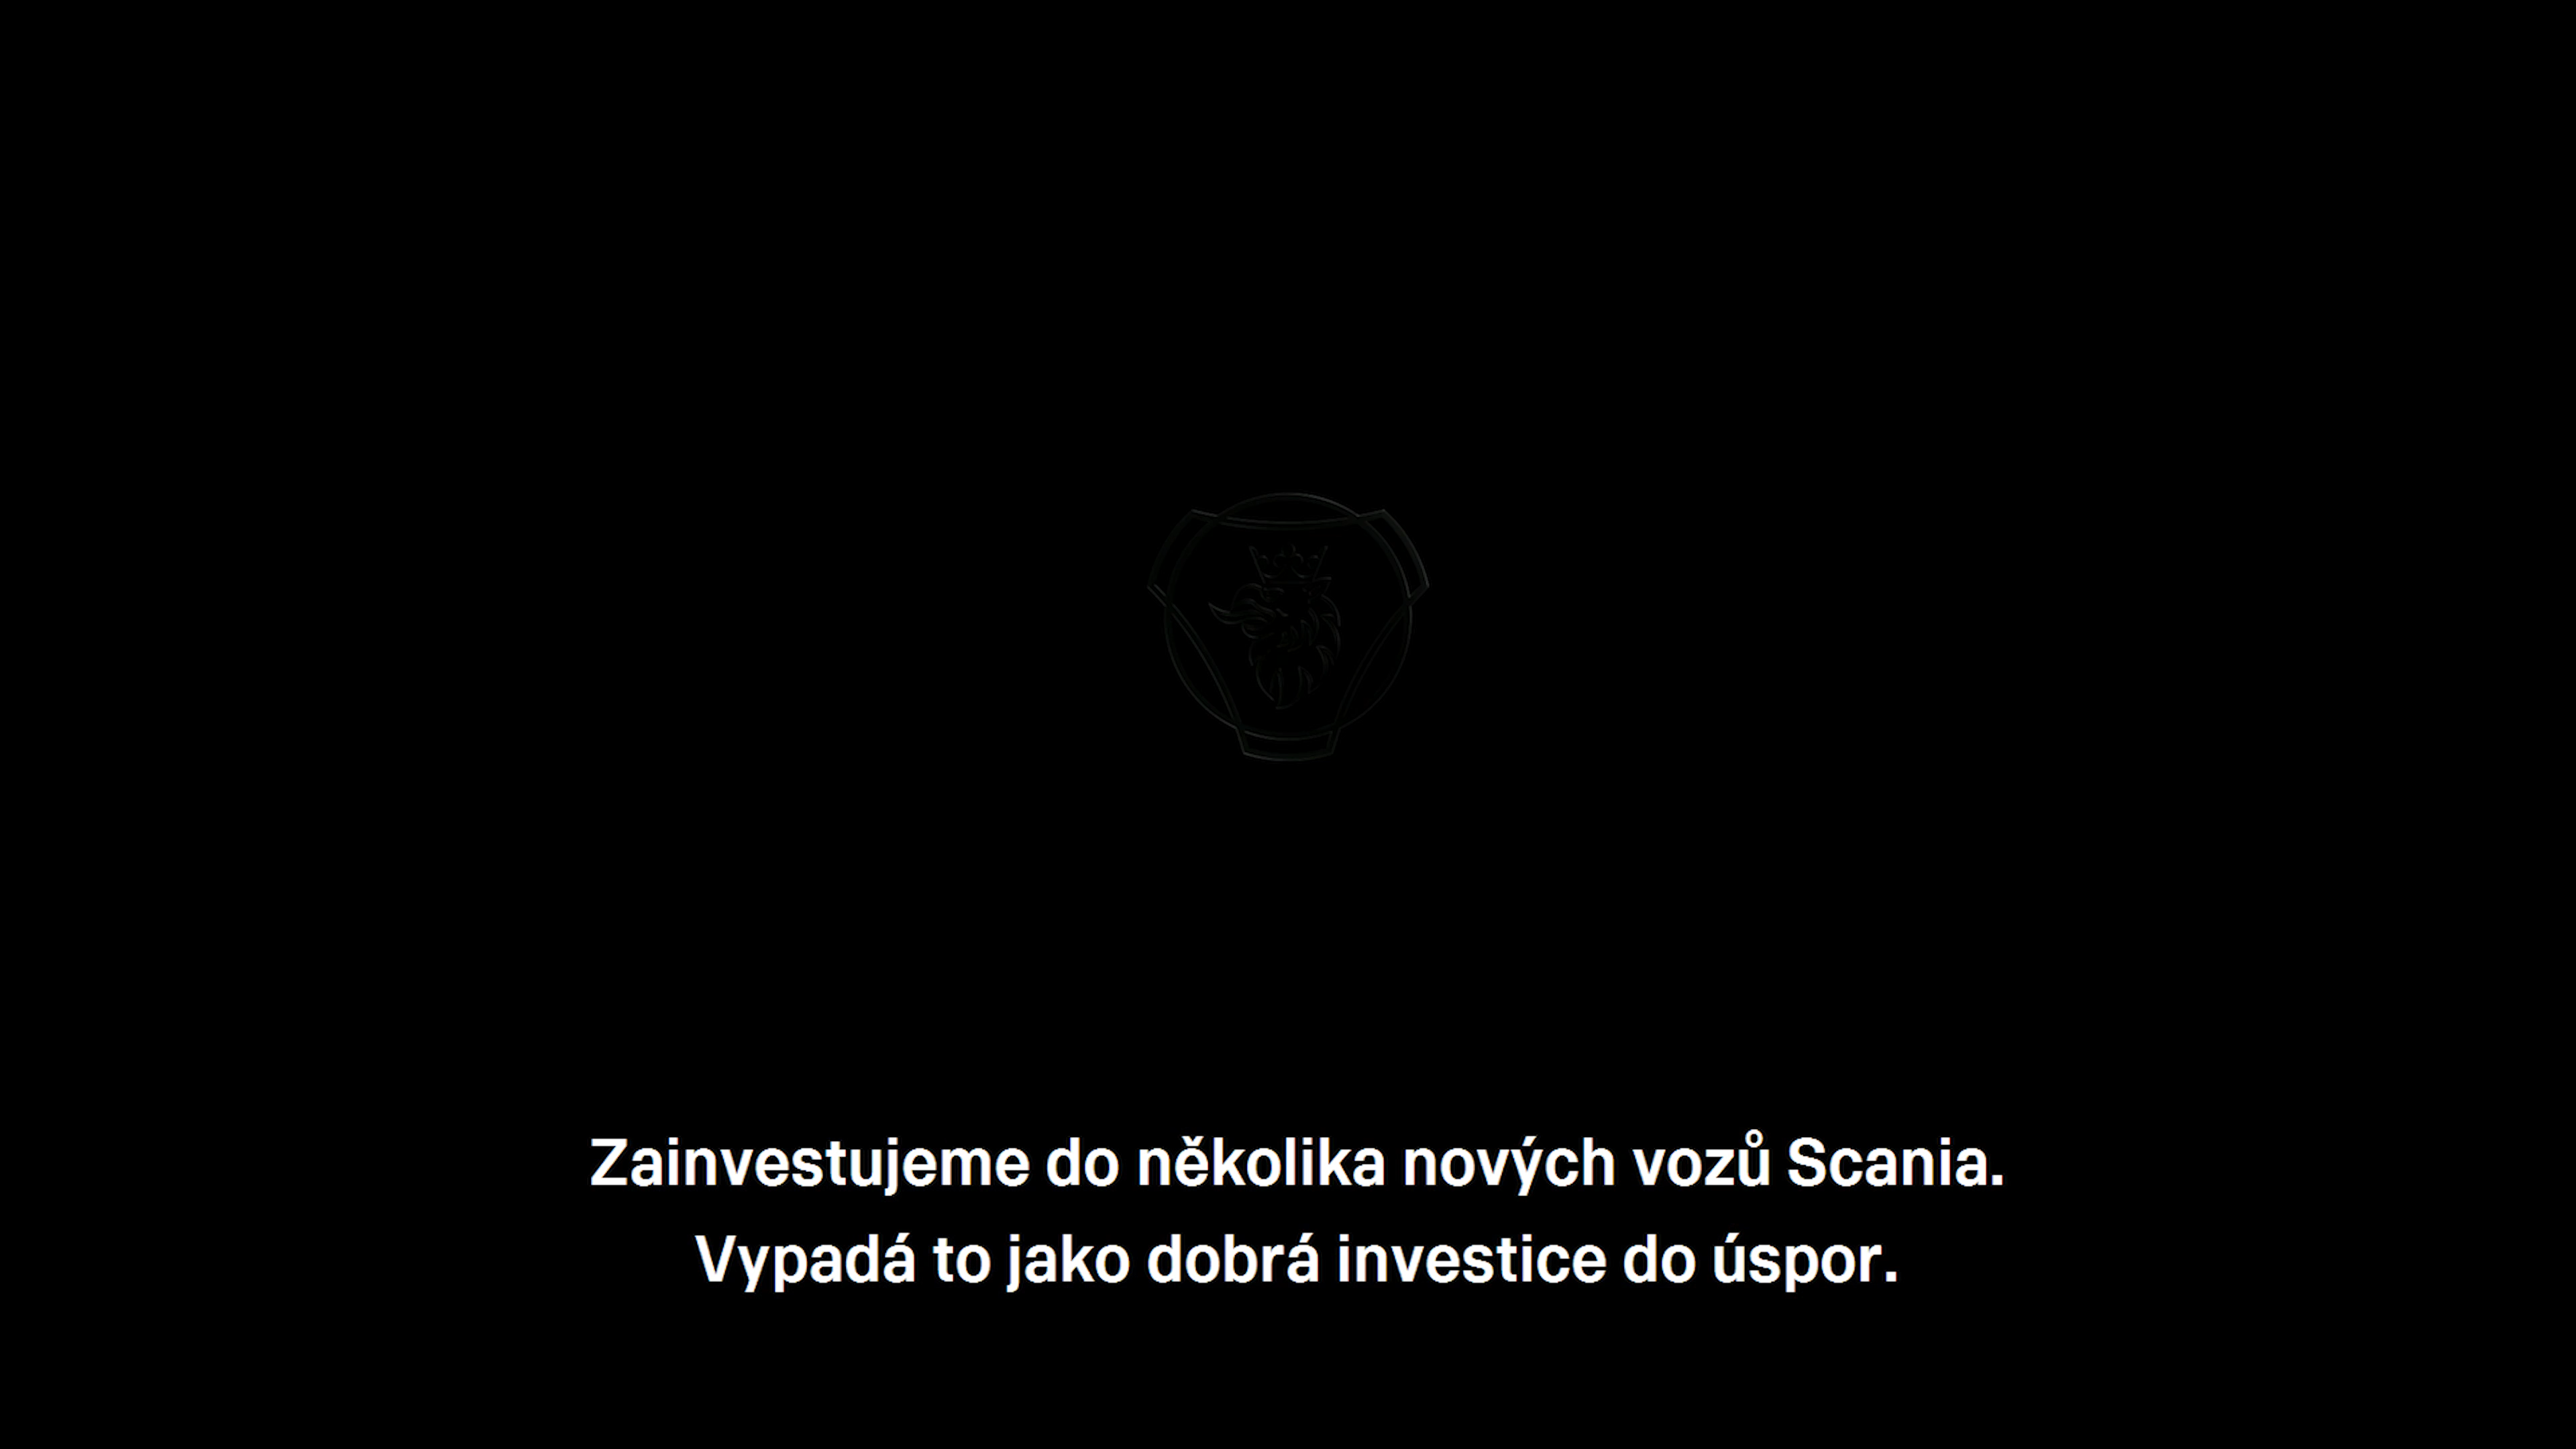 Zainvestujeme do několika nových vozů Scania.
Vypadá to jako dobrá investice do úspor.